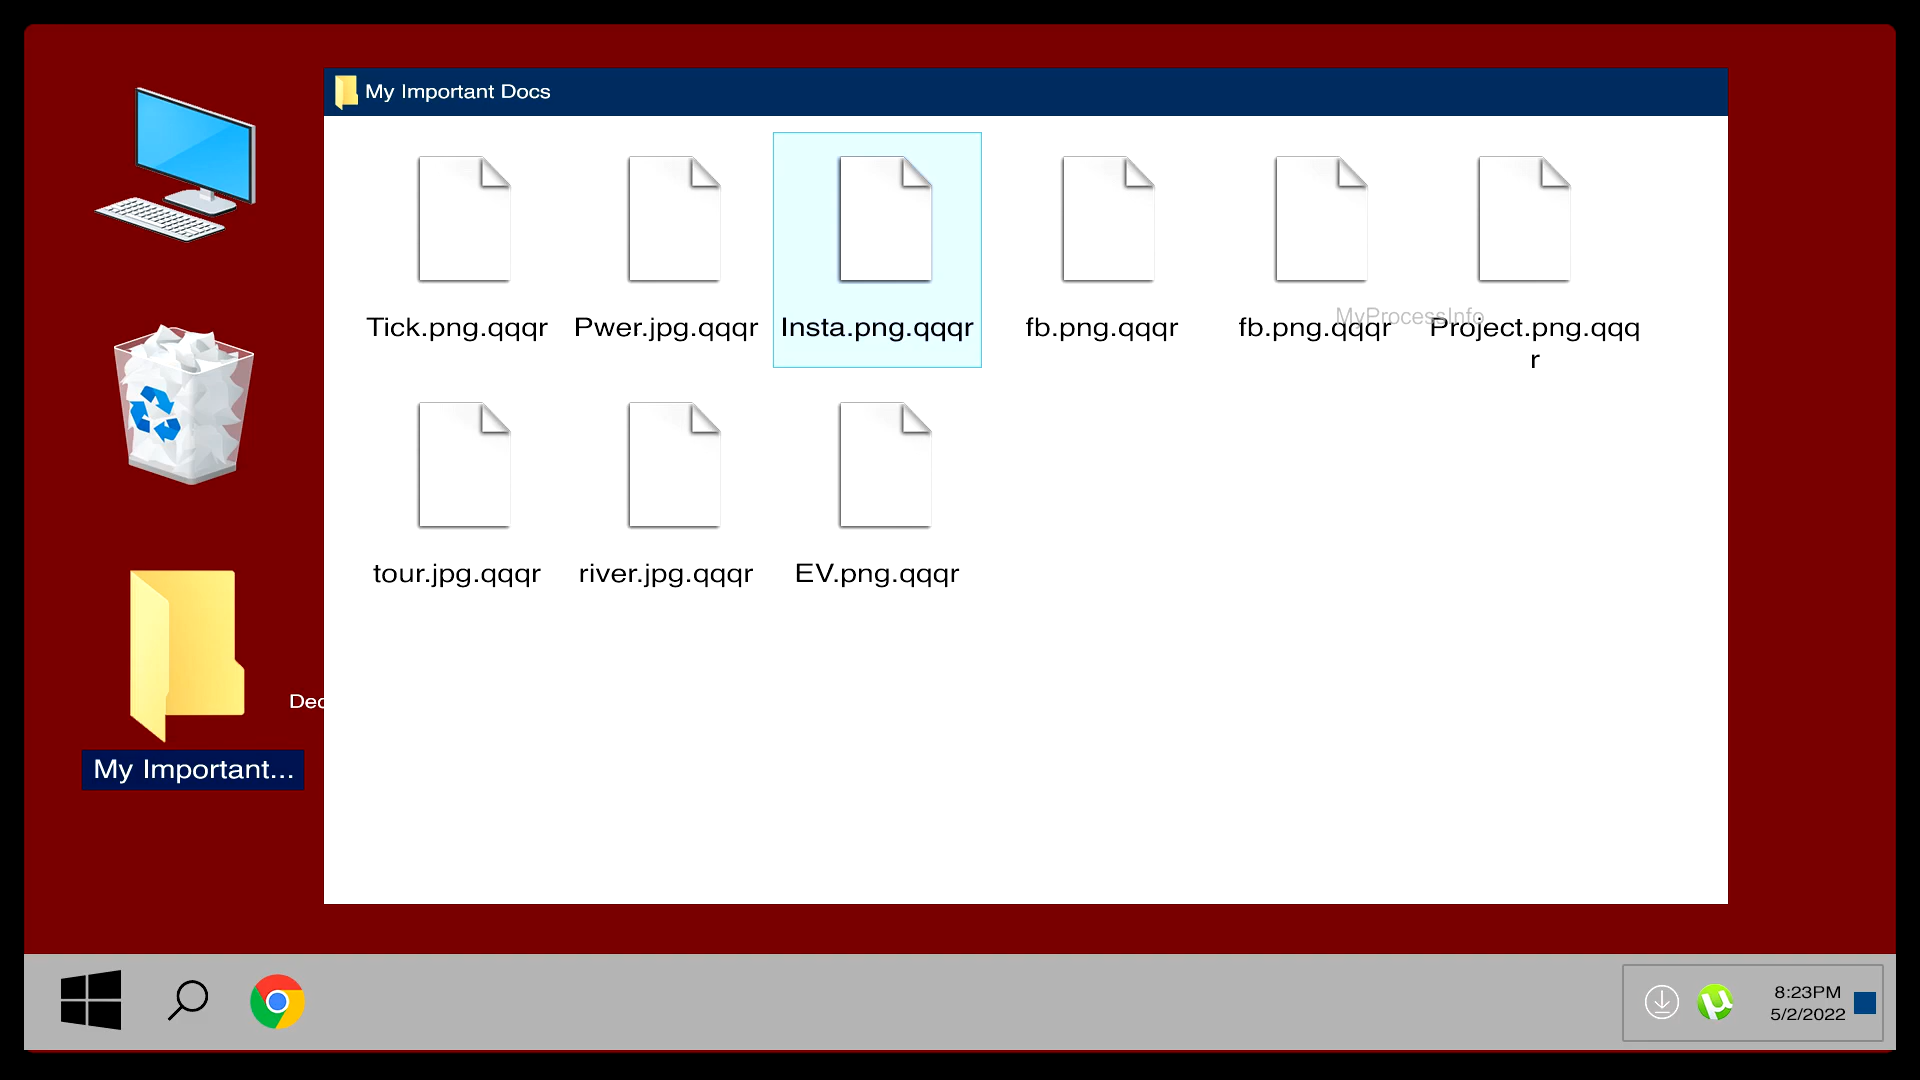 My Important Docs
Tick.png.qqqr
Pwer.jpg.qqqr
Insta.png.qqqr
fb.png.qqqr
fb.png.qqqr
Project.png.qqq
r
MyProcessInfo
tour.jpg.qqqr
river.jpg.qqqr
EV.png.qqqr
Dec
My Important...
8:23PM
5/2/2022